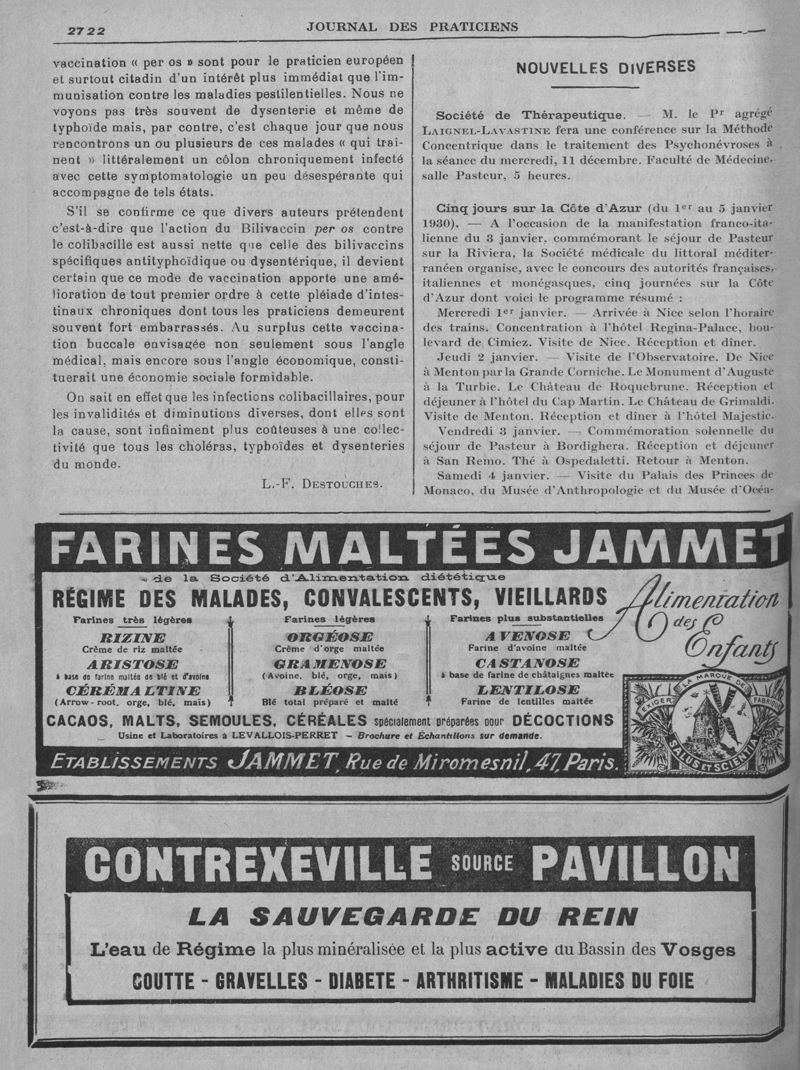 2722
JOURNAL DES PRATICIENS
vaccination « per os » sont pour le praticien européen
et surtout citadin d'un intérêt plus immédiat que l'im-
munisation contre les maladies pestilentielles. Nous ne
voyons pas très souvent de dysenterie et même de
typhoïde mais, par contre, c'est chaque jour que nous
rencontrons un ou plusieurs de ces malades « qui traî-
nent » littéralement un côlon chroniquement infecté
avec cette symptomatologie un peu désespérante qui
accompagne de tels états.
S'il se confirme ce que divers auteurs prétendent
c'est-à-dire que l'action du Bilivaccin per os contre
le colibacille est aussi nette que celle des bilivaccins
spécifiques antityphoïdique ou dysentérique, il devient
certain que ce mode de vaccination apporte une amé-
lioration de tout premier ordre à cette pléiade d'intes-
tinaux chroniques dont tous les praticiens demeurent
souvent fort embarrassés. Au surplus cette vaccina-
tion buccale envisagée non seulement sous l'angle
médical, mais encore sous l'angle économique, consti-
tuerait une économie sociale formidable.
On sait en effet que les infections colibacillaires, pour
les invalidités et diminutions diverses, dont elles sont
la cause, sont infiniment plus coûteuses à une collec-
tivité que tous les choléras, typhoïdes et dysenteries
du monde.
L.-F. DESTOUCHES.
NOUVELLES DIVERSES
Société de Thérapeutique. — M. le Pr agrégé
LAIGNEL-LAVASTINE fera une conférence sur la Méthode
Concentrique dans le traitement des Psychonévroses à
la séance du mercredi, 11 décembre. Faculté de Médecine,
salle Pasteur, 5 heures.
Cinq jours sur la Côte d'Azur (du 1er au 5 janvier
1930). — A l'occasion de la manifestation franco-ita-
lienne du 3 janvier, commémorant le séjour de Pasteur
sur la Riviera, la Société médicale du littoral méditer-
ranéen organise, avec le concours des autorités françaises,
italiennes et monégasques, cinq journées sur la Côte
d'Azur dont voici le programme résumé :
Mercredi 1er janvier. — Arrivée à Nice selon l'horaire
des trains. Concentration à l'hôtel Regina-Palace, bou-
levard de Cimiez. Visite de Nice. Réception et dîner.
Jeudi 2 janvier. — Visite de l'Observatoire. De Nice
à Menton par la Grande Corniche. Le Monument d'Auguste
à la Turbie. Le Château de Roquebrune. Réception et
déjeuner à l'hôtel du Cap Martin. Le Château de Grimaldi.
Visite de Menton. Réception et dîner à l'hôtel Majestic.
Vendredi 3 janvier. — Commémoration solennelle du
séjour de Pasteur à Bordighera. Réception et déjeuner
à San Remo. Thé à Ospedaletti. Retour à Menton.
Samedi 4 janvier. — Visite du Palais des Princes de
Monaco, du Musée d'Anthropologie et du Musée d'Océa-
FARINES MALTÉES JAMMET
de la Société d'Alimentation diététique
RÉGIME DES MALADES, CONVALESCENTS, VIEILLARDS
Alimentation
des
Enfants
Farines très légères
RIZINE
Crème de riz maltée
ARISTOSE
à base de farine maltée de blé et d'avoine
CÉRÉMALTINE
(Arrow-root, orge, blé, maïs)
Farines légères
ORGÉOSE
Crème d'orge maltée
GRAMENOSE
(Avoine, blé, orge, maïs)
BLÉOSE
Blé total préparé et malté
Farines plus substantielles
AVENOSE
Farine d'avoine maltée
CASTANOSE
à base de farine de châtaignes maltée
LENTILOSE
Farine de lentilles maltée
CACAOS, MALTS, SEMOULES, CÉRÉALES spécialement préparées pour DÉCOCTIONS
Usine et Laboratoires à LEVALLOIS-PERRET – Brochure et Échantillons sur demande.
ETABLISSEMENTS JAMMET, Rue de Miromesnil, 47, Paris.
EXIGER LA MARQUE DE FABRIQUE
SALUS ET SCIENTIA
CONTREXEVILLE SOURCE PAVILLON
LA SAUVEGARDE DU REIN
L'eau de Régime la plus minéralisée et la plus active du Bassin des Vosges
GOUTTE - GRAVELLES - DIABETE - ARTHRITISME - MALADIES DU FOIE